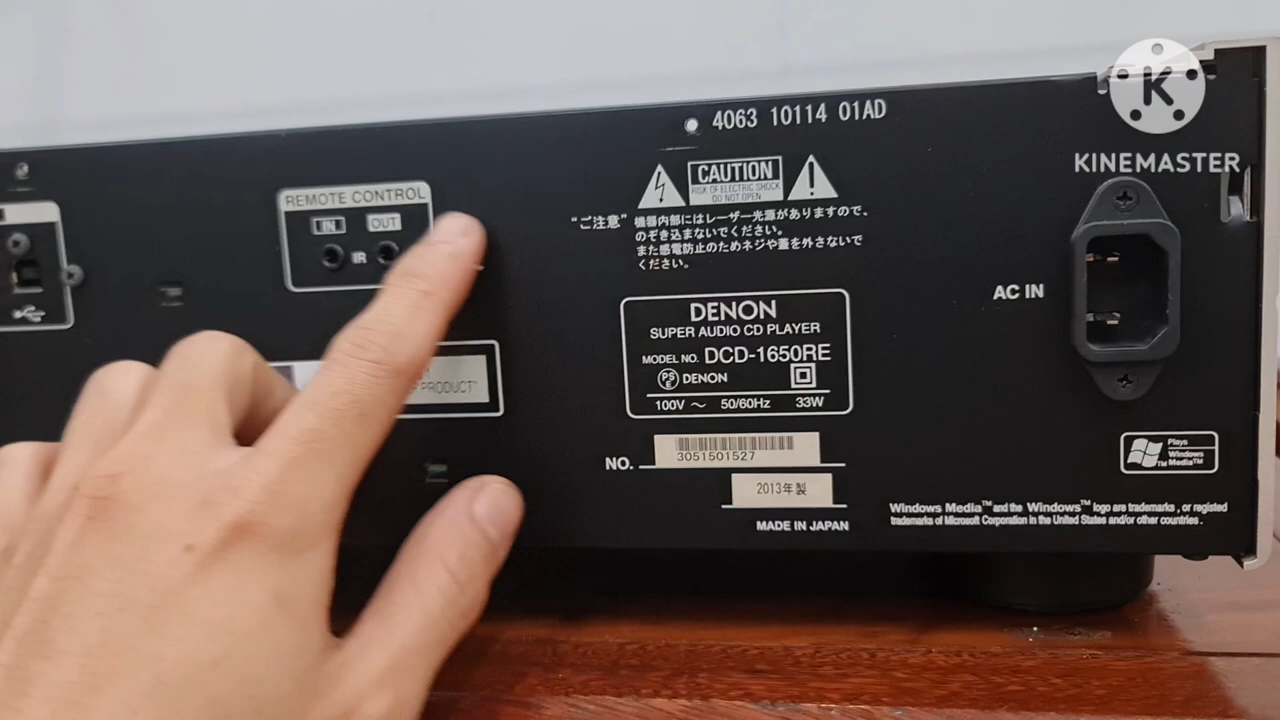 4063 10114 01AD
KINEMASTER
REMOTE CONTROL
IN
OUT
IR
CAUTION
RISK OF ELECTRIC SHOCK
DO NOT OPEN
"ご注意" 機器内部にはレーザー光源がありますので、
のぞき込まないでください。
また感電防止のためネジや蓋を外さないで
ください。
AC IN
DENON
SUPER AUDIO CD PLAYER
MODEL NO. DCD-1650RE
PSE DENON
100V ～ 50/60Hz 33W
PRODUCT"
NO. 3051501527
2013年製
MADE IN JAPAN
Plays
Windows
Media™
Windows Media™ and the Windows™ logo are trademarks , or registered
trademarks of Microsoft Corporation in the United States and/or other countries .